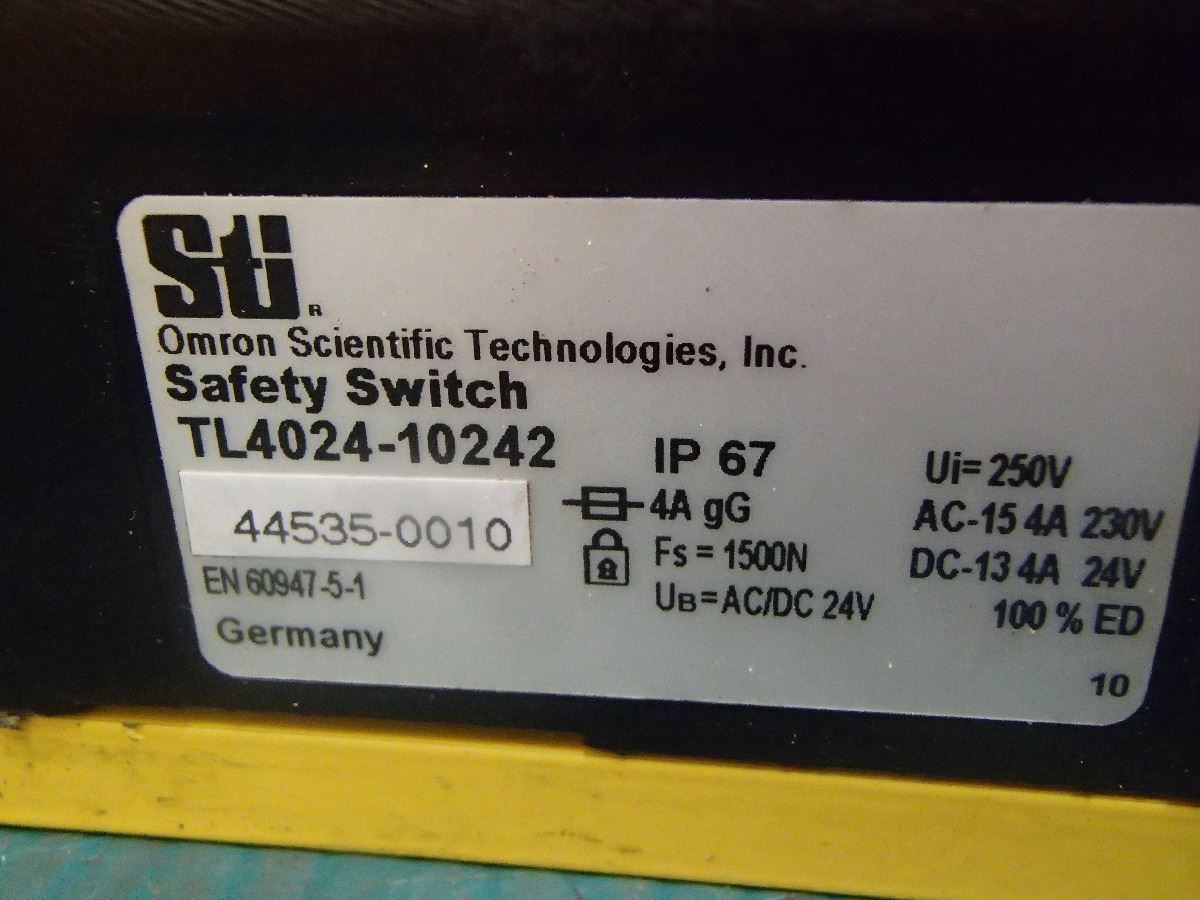 Sti
R
Omron Scientific Technologies, Inc.
Safety Switch
TL4024-10242
44535-0010
EN 60947-5-1
Germany
IP 67
4A gG
Fs = 1500N
UB=AC/DC 24V
Ui= 250V
AC-15 4A 230V
DC-13 4A 24V
100 % ED
10